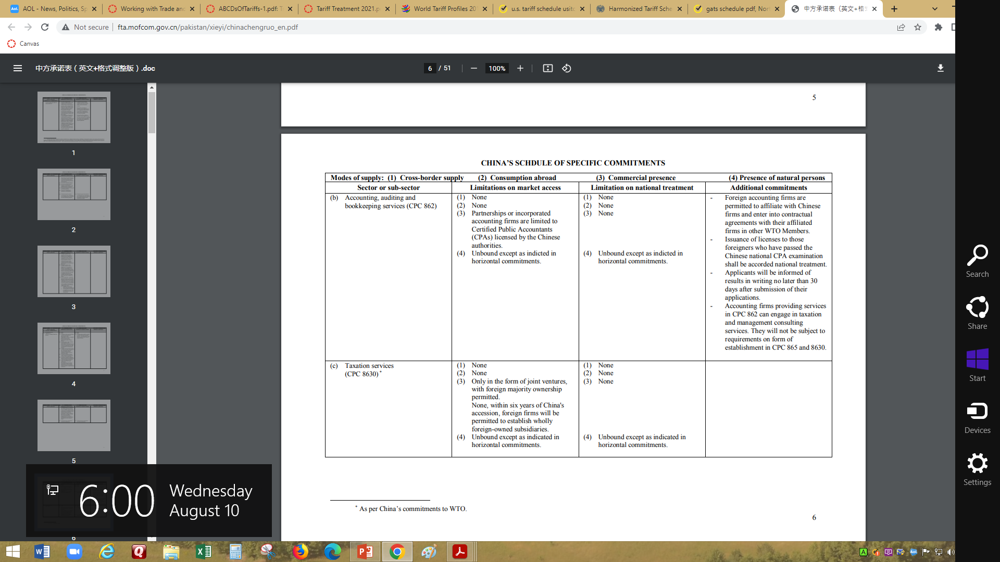 AOL - News, Politics, Sp
Working with Trade and
ABCDsOfTariffs-1.pdf: T
Tariff Treatment 2021.p
World Tariff Profiles 20
u.s. tariff schedule usitc
Harmonized Tariff Sche
gats schedule pdf, Nor
中方承诺表（英文+格式
Not secure
fta.mofcom.gov.cn/pakistan/xieyi/chinachengruo_en.pdf
Canvas
中方承诺表（英文+格式调整版）.doc
6 / 51
100%
1
2
3
4
5
6
5
CHINA'S SCHDULE OF SPECIFIC COMMITMENTS
Modes of supply: (1) Cross-border supply (2) Consumption abroad (3) Commercial presence (4) Presence of natural persons
Sector or sub-sector
Limitations on market access
Limitation on national treatment
Additional commitments
(b) Accounting, auditing and
bookkeeping services (CPC 862)
(1) None
(2) None
(3) Partnerships or incorporated
accounting firms are limited to
Certified Public Accountants
(CPAs) licensed by the Chinese
authorities.
(4) Unbound except as indicted in
horizontal commitments.
(1) None
(2) None
(3) None
(4) Unbound except as indicted in
horizontal commitments.
- Foreign accounting firms are
permitted to affiliate with Chinese
firms and enter into contractual
agreements with their affiliated
firms in other WTO Members.
- Issuance of licenses to those
foreigners who have passed the
Chinese national CPA examination
shall be accorded national treatment.
- Applicants will be informed of
results in writing no later than 30
days after submission of their
applications.
- Accounting firms providing services
in CPC 862 can engage in taxation
and management consulting
services. They will not be subject to
requirements on form of
establishment in CPC 865 and 8630.
(c) Taxation services
(CPC 8630) *
(1) None
(2) None
(3) Only in the form of joint ventures,
with foreign majority ownership
permitted.
None, within six years of China's
accession, foreign firms will be
permitted to establish wholly
foreign-owned subsidiaries.
(4) Unbound except as indicated in
horizontal commitments.
(1) None
(2) None
(3) None
(4) Unbound except as indicated in
horizontal commitments.
* As per China's commitments to WTO.
6
6:00
Wednesday
August 10
Search
Share
Start
Devices
Settings